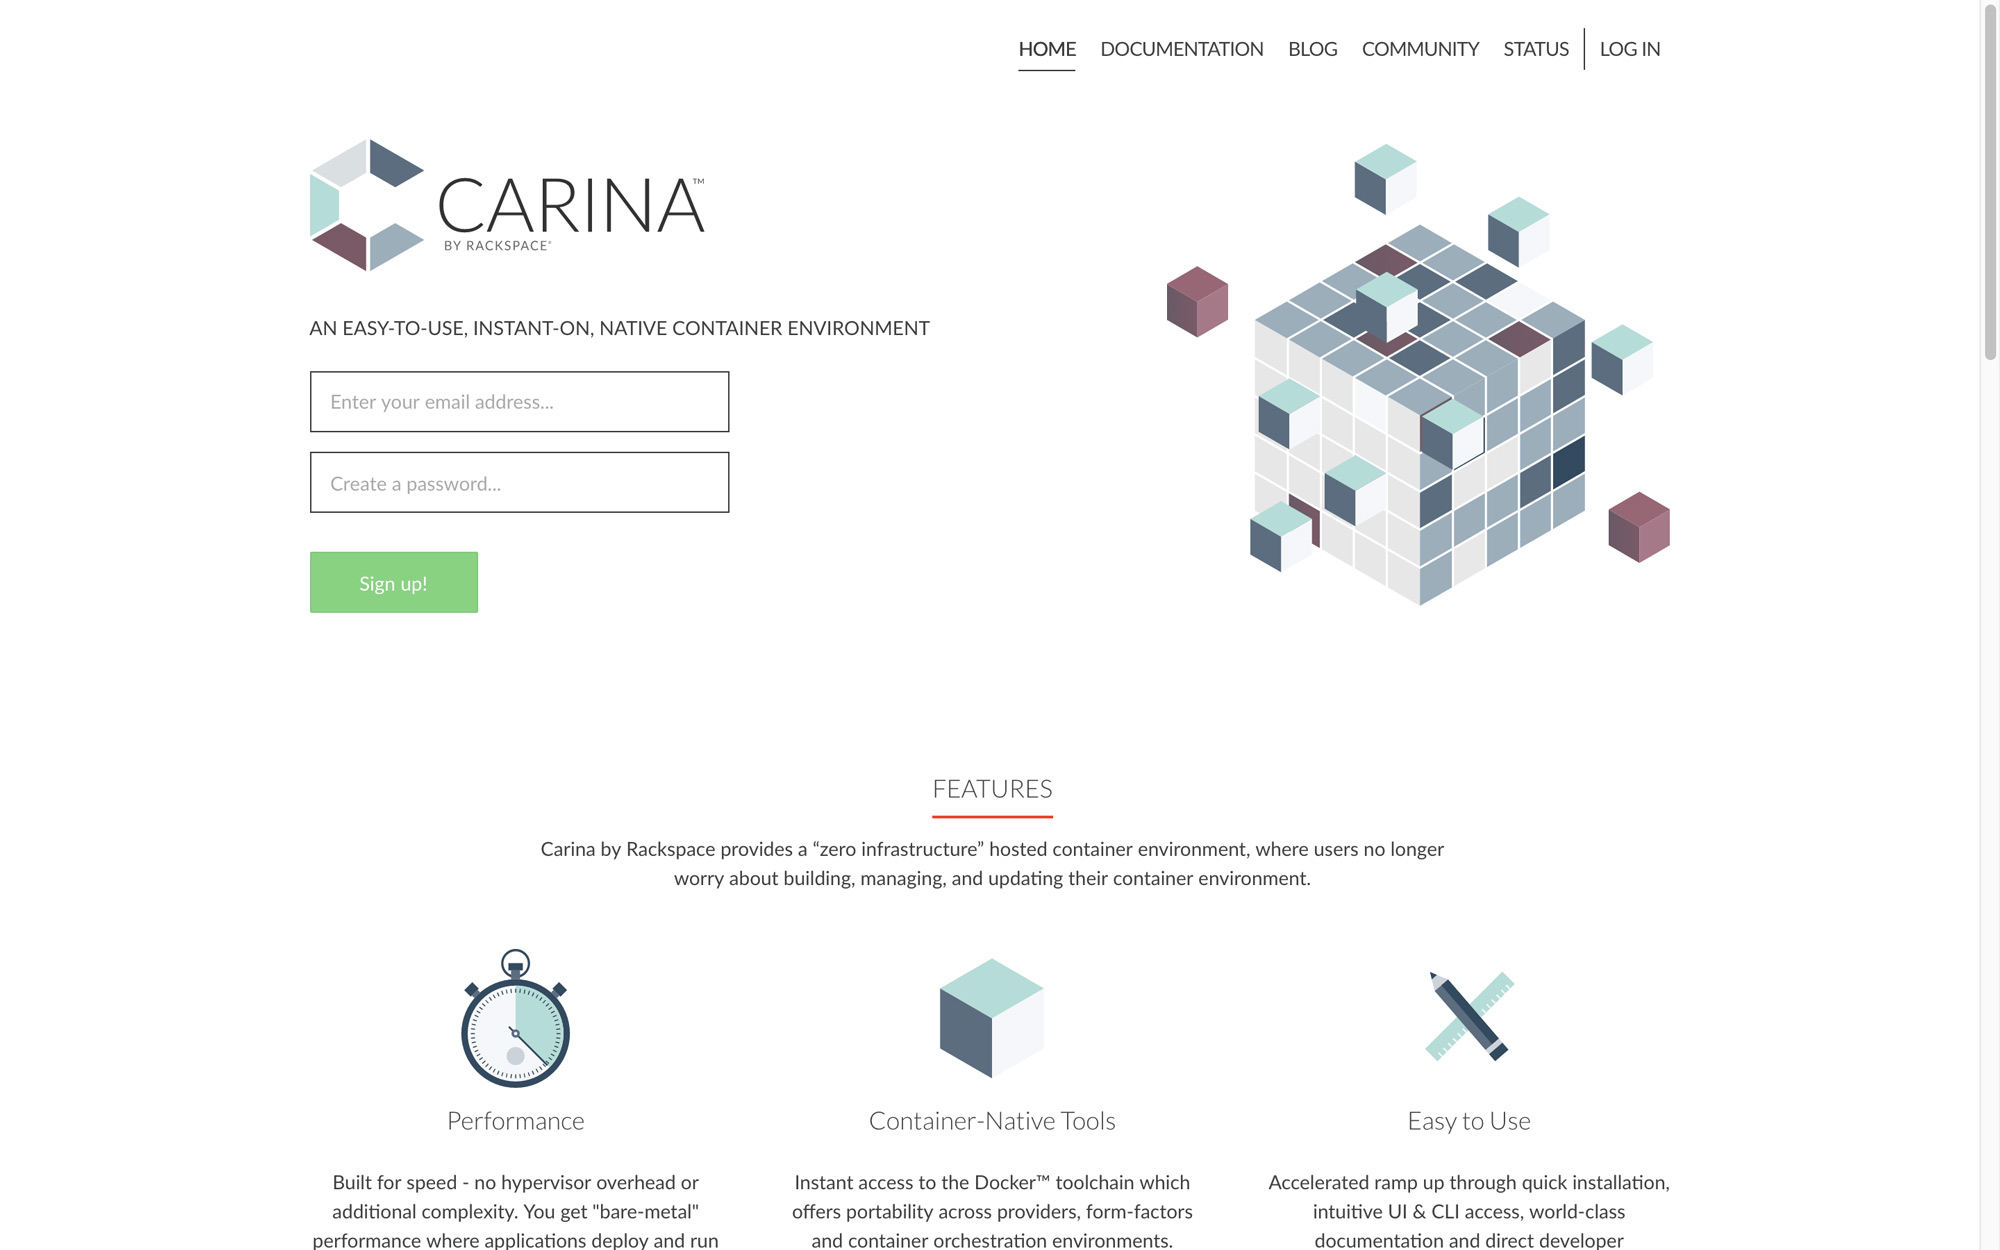 HOME DOCUMENTATION BLOG COMMUNITY STATUS LOG IN
CARINA™
BY RACKSPACE®
AN EASY-TO-USE, INSTANT-ON, NATIVE CONTAINER ENVIRONMENT
Enter your email address...
Create a password...
Sign up!
FEATURES
Carina by Rackspace provides a “zero infrastructure” hosted container environment, where users no longer
worry about building, managing, and updating their container environment.
Performance
Built for speed - no hypervisor overhead or
additional complexity. You get "bare-metal"
performance where applications deploy and run
Container-Native Tools
Instant access to the Docker™ toolchain which
offers portability across providers, form-factors
and container orchestration environments.
Easy to Use
Accelerated ramp up through quick installation,
intuitive UI & CLI access, world-class
documentation and direct developer